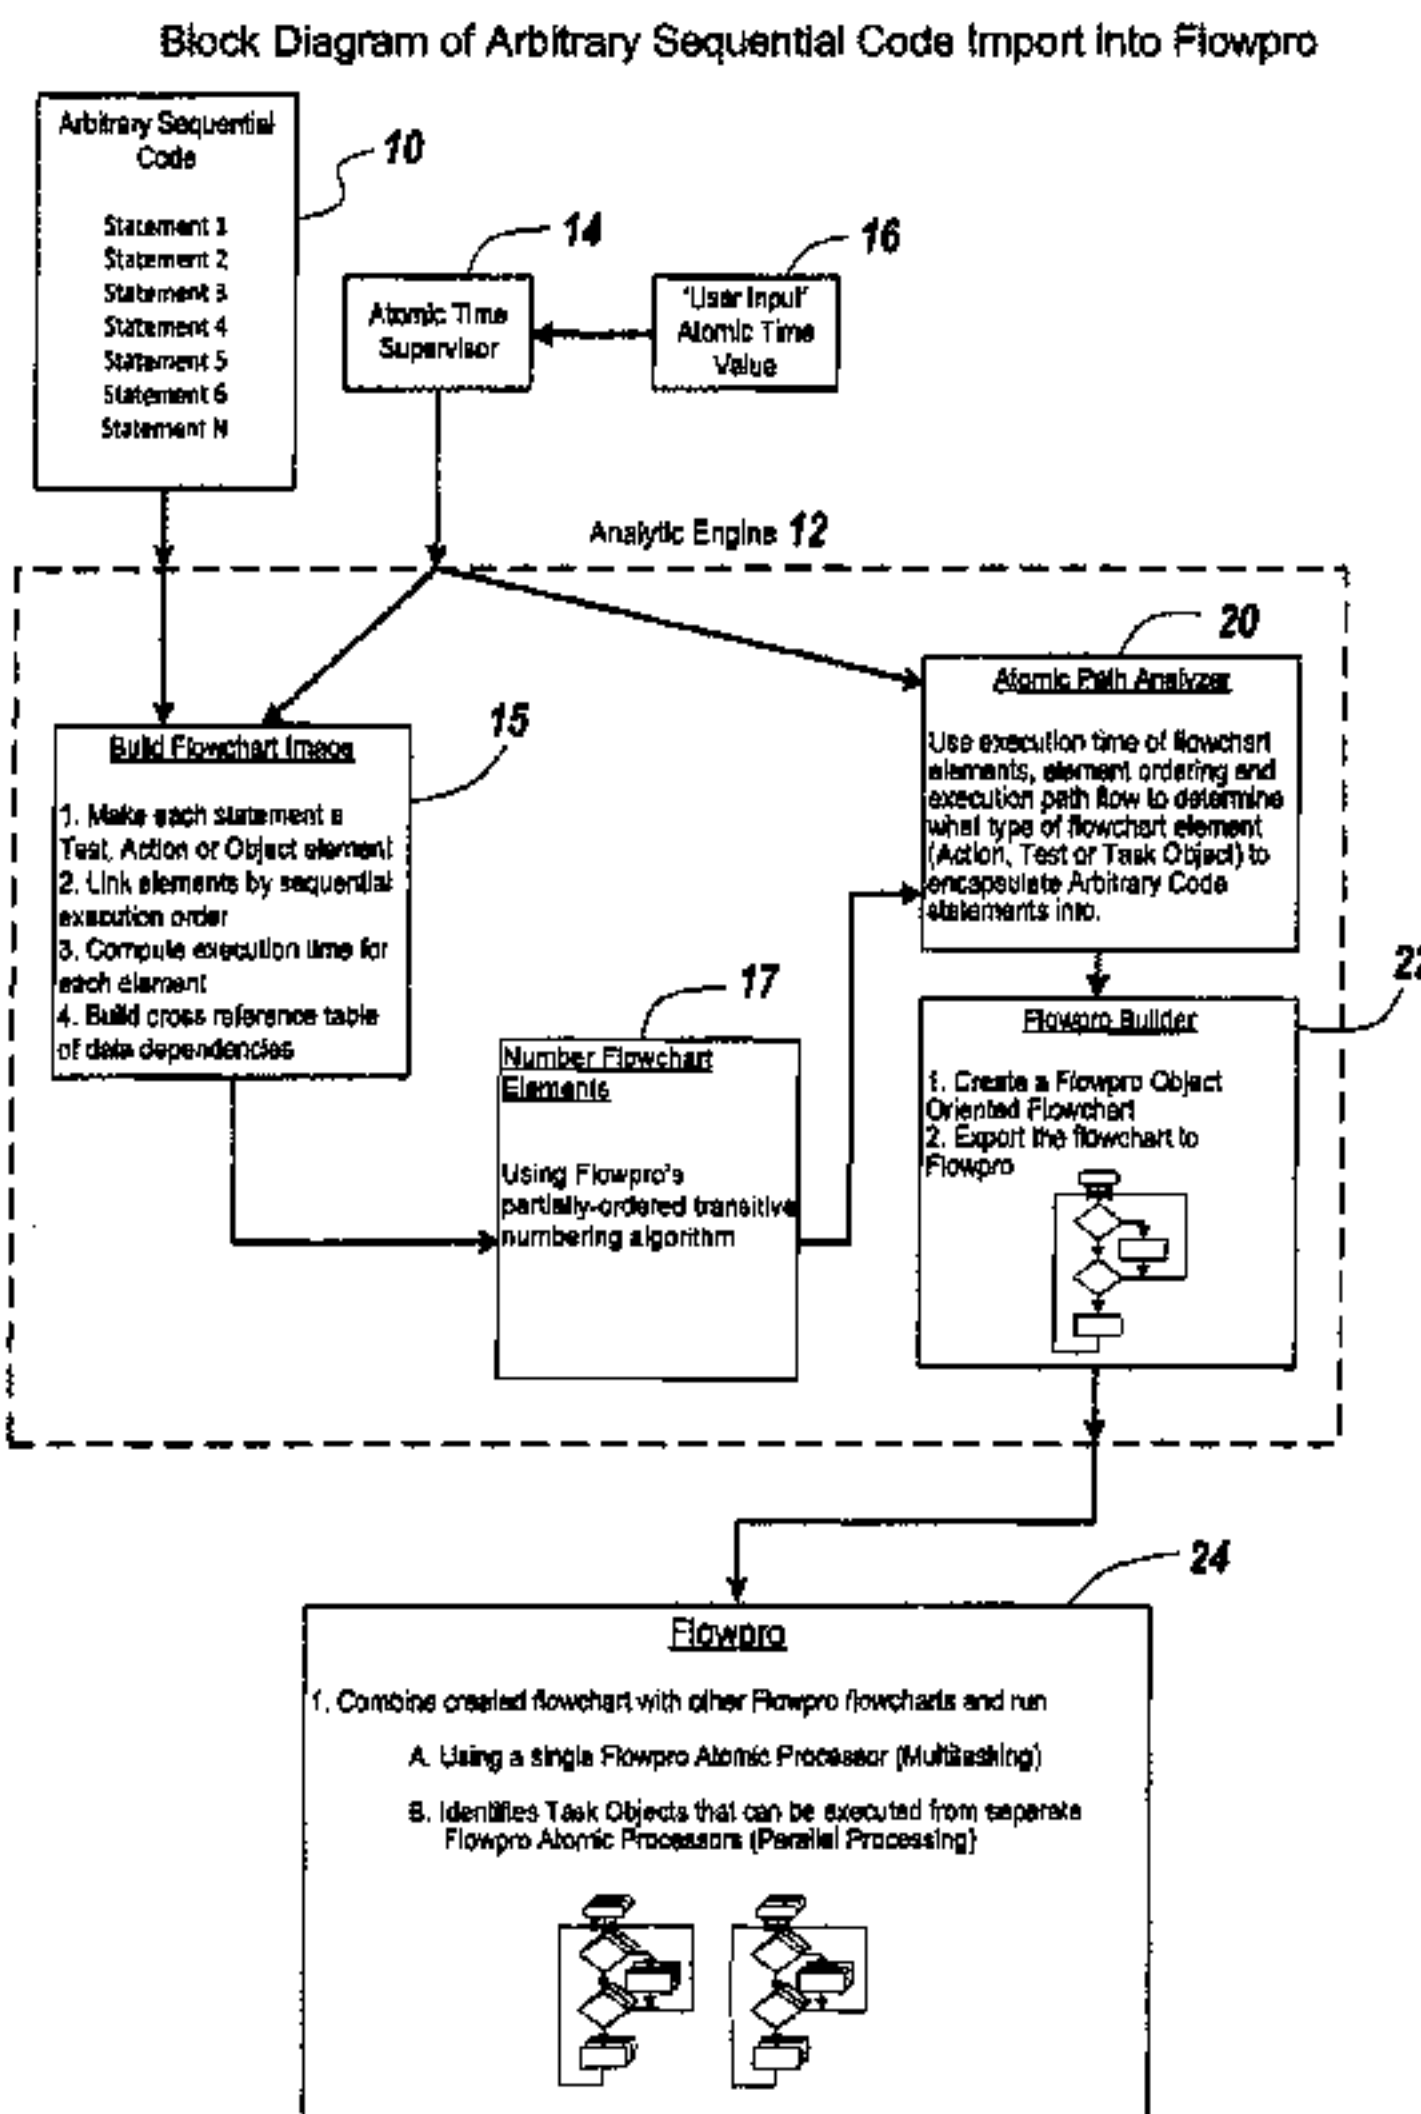 Block Diagram of Arbitrary Sequential Code Import into Flowpro
Arbitrary Sequential
Code
Statement 1
Statement 2
Statement 3
Statement 4
Statement 5
Statement 6
Statement N
10
14
Atomic Time
Supervisor
16
'User Input'
Atomic Time
Value
Analytic Engine 12
15
Build Flowchart Image
1. Make each statement a
Test, Action or Object element
2. Link elements by sequential
execution order
3. Compute execution time for
each element
4. Build cross reference table
of data dependencies
17
Number Flowchart
Elements
Using Flowpro's
partially-ordered transitive
numbering algorithm
20
Atomic Path Analyzer
Use execution time of flowchart
elements, element ordering and
execution path flow to determine
what type of flowchart element
(Action, Test or Task Object) to
encapsulate Arbitrary Code
statements into.
Flowpro Builder
1. Create a Flowpro Object
Oriented Flowchart
2. Export the flowchart to
Flowpro
24
Flowpro
1. Combine created flowchart with other Flowpro flowcharts and run
A. Using a single Flowpro Atomic Processor (Multitasking)
B. Identifies Task Objects that can be executed from separate
Flowpro Atomic Processors (Parallel Processing)